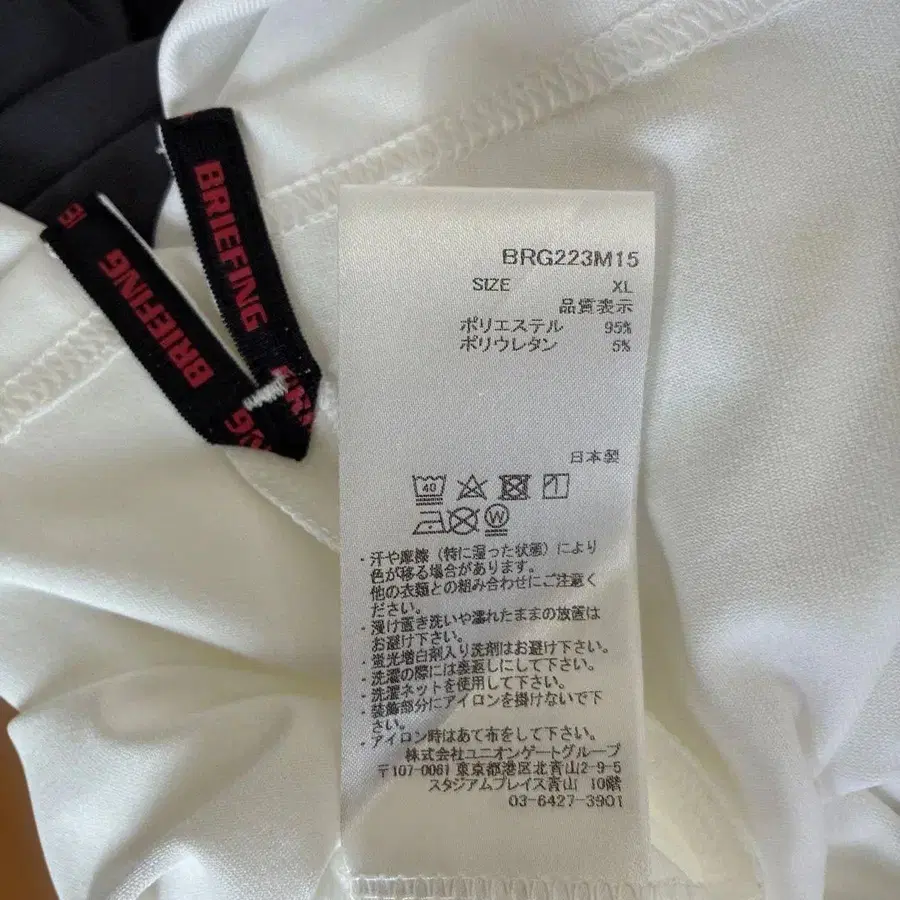 BRIEFING
BRIEFING
BRG223M15
SIZE XL
品質表示
ポリエステル 95%
ポリウレタン 5%
日本製
40
W
・汗や摩擦（特に湿った状態）により
色が移る場合があります。
他の衣類との組み合わせにご注意く
ださい。
・浸け置き洗いや濡れたままの放置は
お避け下さい。
・蛍光増白剤入り洗剤はお避け下さい。
・洗濯の際には裏返しにして下さい。
・洗濯ネットを使用して下さい。
・装飾部分にアイロンを掛けないで下
さい。
・アイロン時はあて布をして下さい。
株式会社ユニオンゲートグループ
〒107-0061 東京都港区北青山2-9-5
スタジアムプレイス青山 10階
03-6427-3901